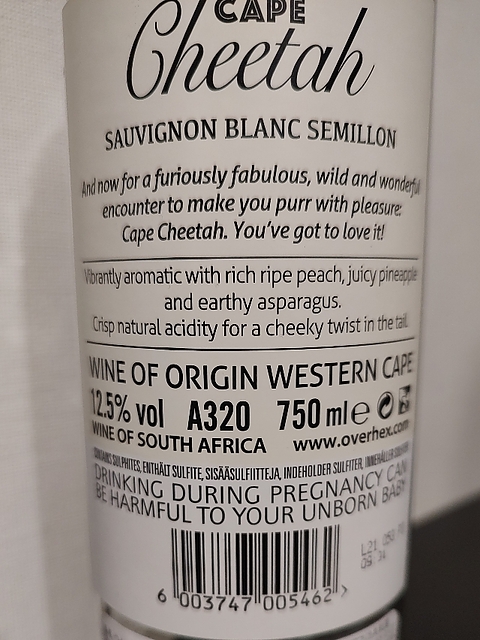 CAPE
Cheetah
SAUVIGNON BLANC SEMILLON
And now for a furiously fabulous, wild and wonderful
encounter to make you purr with pleasure:
Cape Cheetah. You've got to love it!
Vibrantly aromatic with rich ripe peach, juicy pineapple
and earthy asparagus.
Crisp natural acidity for a cheeky twist in the tail.
WINE OF ORIGIN WESTERN CAPE
12.5% vol A320 750 ml e
WINE OF SOUTH AFRICA www.overhex.com
CONTAINS SULPHITES, ENTHÄLT SULFITE, SISÄÄSULFIITTEJA, INDEHOLDER SULFITER, INNEHÅLLER
DRINKING DURING PREGNANCY CAN
BE HARMFUL TO YOUR UNBORN BABY
L21
09 34
6 003747 005462 >